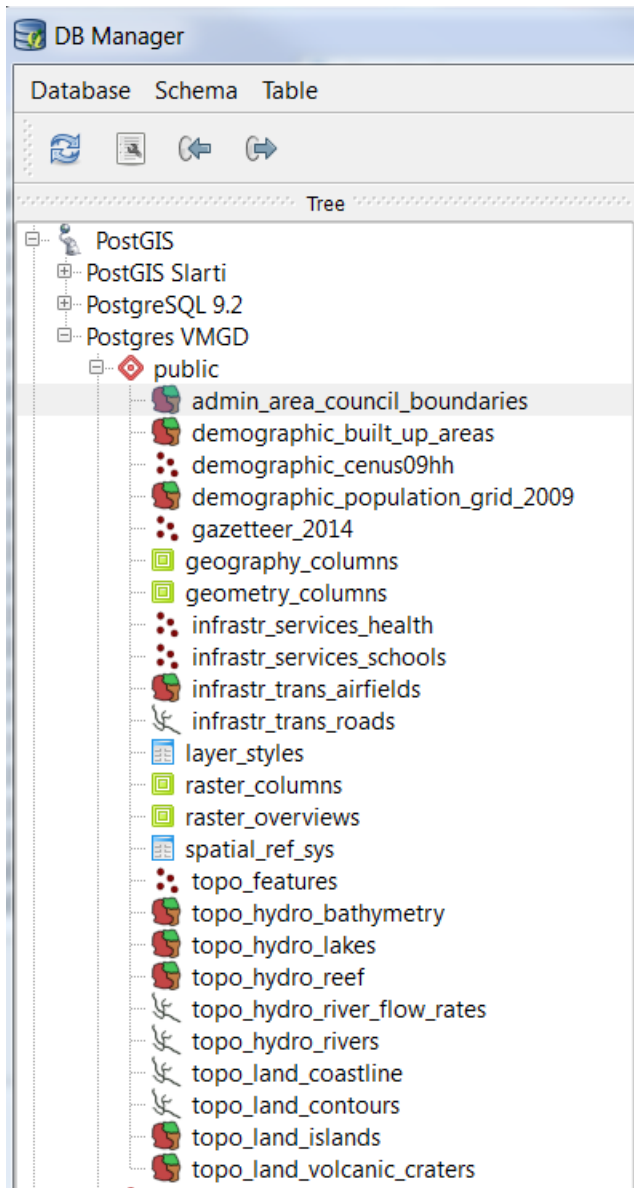 DB Manager
Database Schema Table
Tree
PostGIS
PostGIS Slarti
PostgreSQL 9.2
Postgres VMGD
public
admin_area_council_boundaries
demographic_built_up_areas
demographic_cenus09hh
demographic_population_grid_2009
gazetteer_2014
geography_columns
geometry_columns
infrastr_services_health
infrastr_services_schools
infrastr_trans_airfields
infrastr_trans_roads
layer_styles
raster_columns
raster_overviews
spatial_ref_sys
topo_features
topo_hydro_bathymetry
topo_hydro_lakes
topo_hydro_reef
topo_hydro_river_flow_rates
topo_hydro_rivers
topo_land_coastline
topo_land_contours
topo_land_islands
topo_land_volcanic_craters